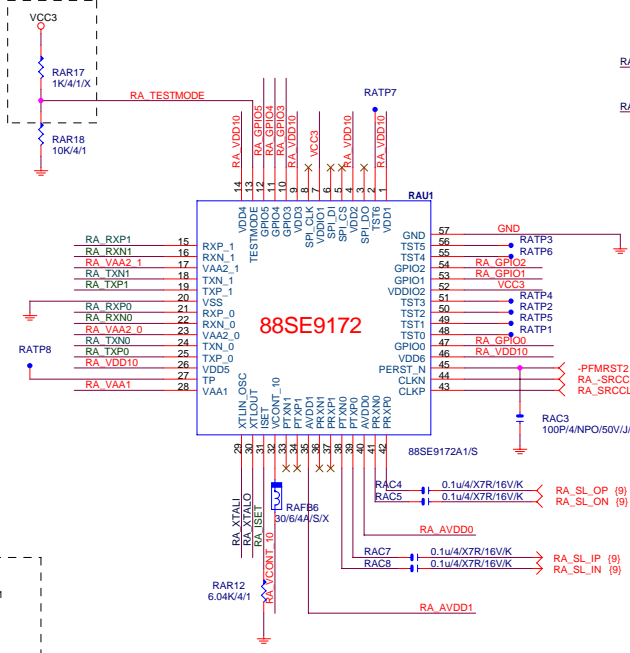 VCC3
RAR17
1K/4/1/X
RA_TESTMODE
RAR18
10K/4/1
RATP7
RA_VDD10
RA_GPIO5
RA_GPIO4
RA_GPIO3
RA_VDD10
VCC3
RA_VDD10
RA_VDD10
14
13
12
11
10
9
8
7
6
5
4
3
2
1
RAU1
VDD4
TESTMODE
GPIO5
GPIO4
GPIO3
VDD3
SPI_CLK
VDDIO1
SPI_DI
SPI_CS
VDD2
SPI_DO
TST6
VDD1
RA_RXP1 15 RXP_1
RA_RXN1 16 RXN_1
RA_VAA2_1 17 VAA2_1
RA_TXN1 18 TXN_1
RA_TXP1 19 TXP_1
20 VSS
RA_RXP0 21 RXP_0
RA_RXN0 22 RXN_0
RA_VAA2_0 23 VAA2_0
RA_TXN0 24 TXN_0
RA_TXP0 25 TXP_0
RA_VDD10 26 VDD5
27 TP
RA_VAA1 28 VAA1
RATP8
88SE9172
GND 57 GND
TST5 56 RATP3
TST4 55 RATP6
GPIO2 54 RA_GPIO2
GPIO1 53 RA_GPIO1
VDDIO2 52 VCC3
TST3 51 RATP4
TST2 50 RATP2
TST1 49 RATP5
TST0 48 RATP1
GPIO0 47 RA_GPIO0
VDD6 46 RA_VDD10
PERST_N 45 -PFMRST2
CLKN 44 RA_-SRCC
CLKP 43 RA_SRCCL
XTLIN_OSC
XTLOUT
ISET
VCONT_10
PTXN1
PTXP1
AVDD1
PRXN1
PRXP1
PTXN0
PTXP0
AVDD0
PRXN0
PRXP0
29
30
31
32
33
34
35
36
37
38
39
40
41
42
88SE9172A1/S
RAC3
100P/4/NPO/50V/J/
RA_XTALI
RA_XTALO
RA_ISET
RA_VCONT_10
RAFB6
30/6/4A/S/X
RAR12
6.04K/4/1
RAC4 0.1u/4/X7R/16V/K RA_SL_OP {9}
RAC5 0.1u/4/X7R/16V/K RA_SL_ON {9}
RA_AVDD0
RAC7 0.1u/4/X7R/16V/K RA_SL_IP {9}
RAC8 0.1u/4/X7R/16V/K RA_SL_IN {9}
RA_AVDD1